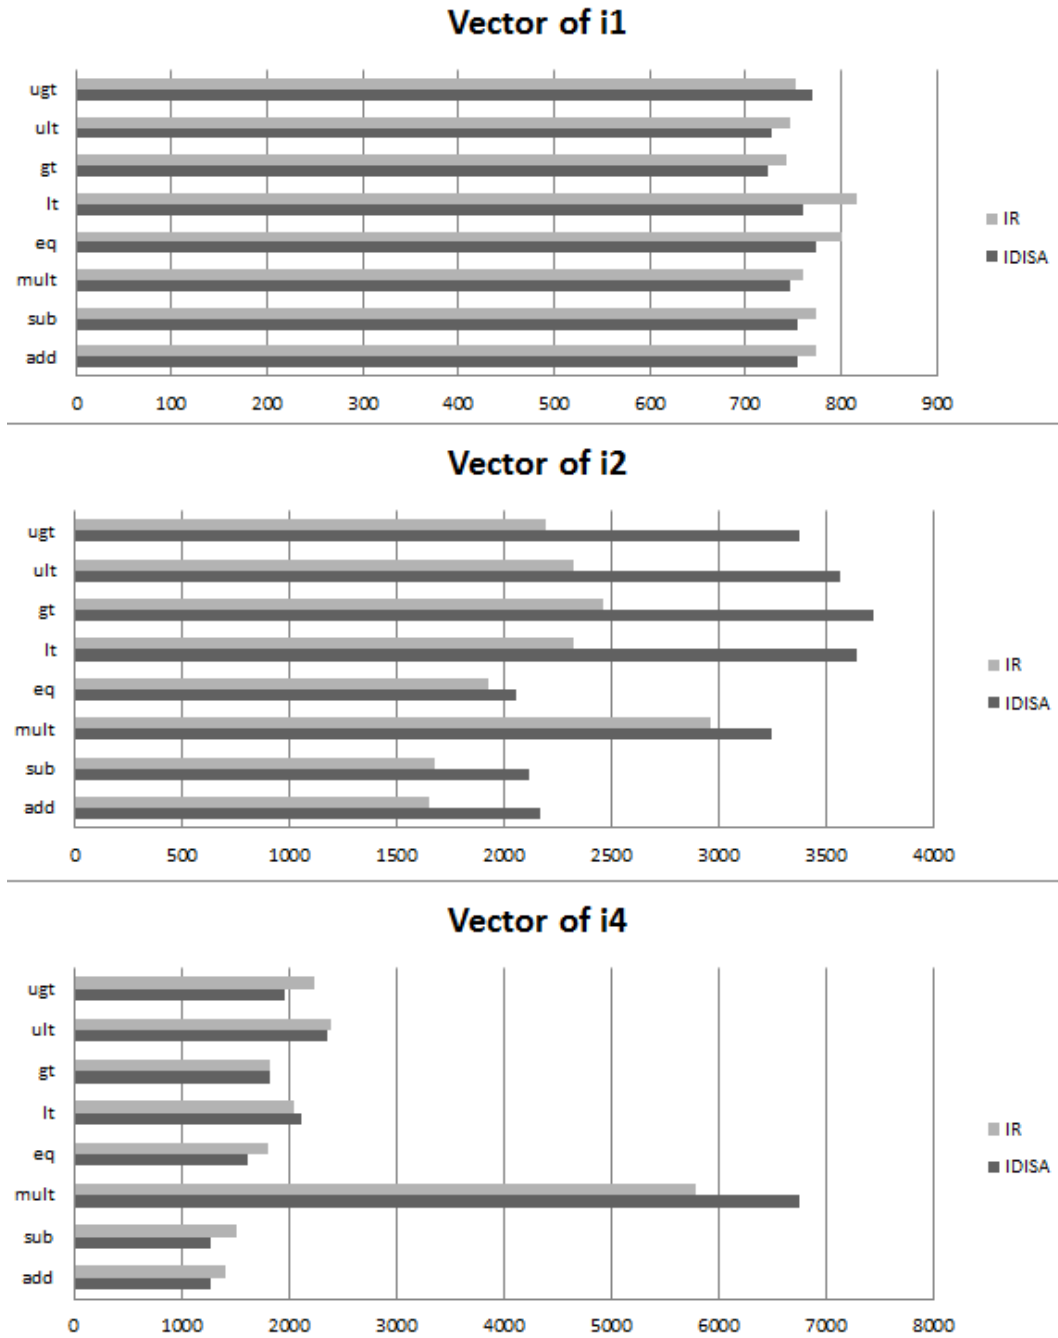 Vector of i1
ugt
ult
gt
lt
eq
mult
sub
add
IR
IDISA
0 100 200 300 400 500 600 700 800 900
Vector of i2
ugt
ult
gt
lt
eq
mult
sub
add
IR
IDISA
0 500 1000 1500 2000 2500 3000 3500 4000
Vector of i4
ugt
ult
gt
lt
eq
mult
sub
add
IR
IDISA
0 1000 2000 3000 4000 5000 6000 7000 8000